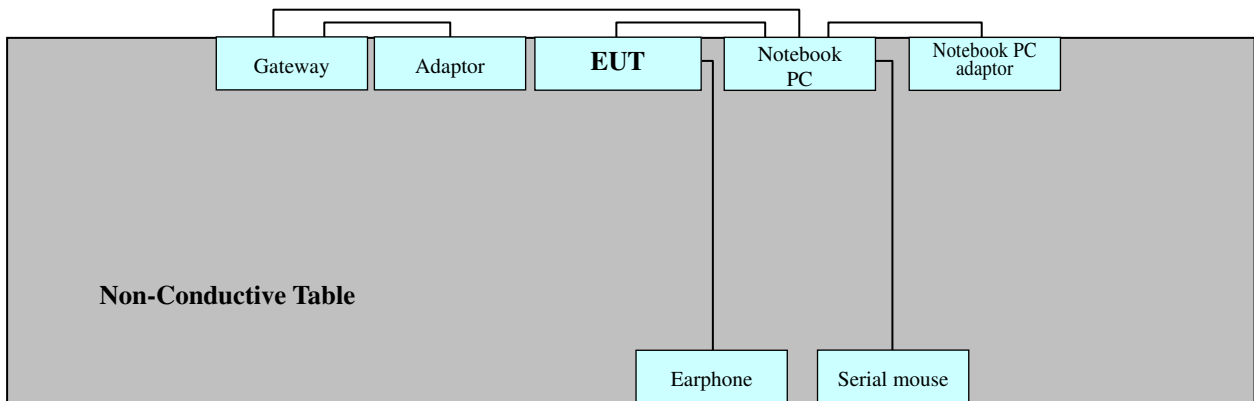 Gateway
Adaptor
EUT
Notebook
PC
Notebook PC
adaptor
Non-Conductive Table
Earphone
Serial mouse